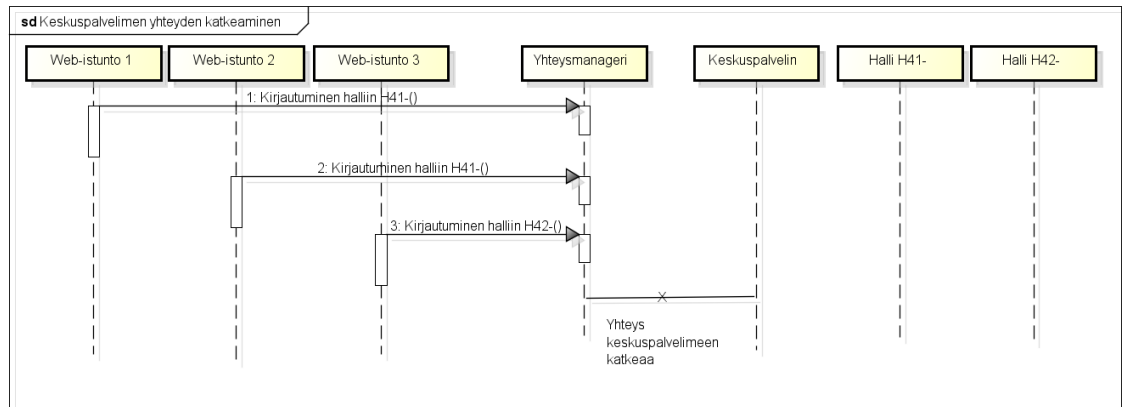 sd Keskuspalvelimen yhteyden katkeaminen
Web-istunto 1
Web-istunto 2
Web-istunto 3
Yhteysmanageri
Keskuspalvelin
Halli H41-
Halli H42-
1: Kirjautuminen halliin H41-()
2: Kirjautuminen halliin H41-()
3: Kirjautuminen halliin H42-()
Yhteys
keskuspalvelimeen
katkeaa